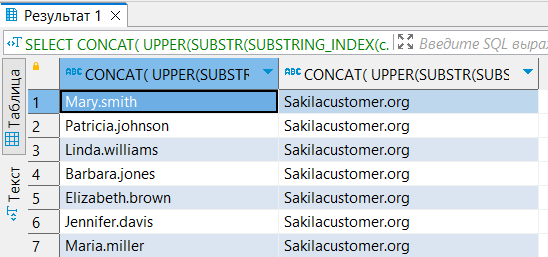 Результат 1
SELECT CONCAT( UPPER(SUBSTR(SUBSTRING_INDEX(c. Введите SQL выраж
Таблица
Текст
ABC CONCAT( UPPER(SUBSTR ABC CONCAT( UPPER(SUBSTR(SUBS
1 Mary.smith Sakilacustomer.org
2 Patricia.johnson Sakilacustomer.org
3 Linda.williams Sakilacustomer.org
4 Barbara.jones Sakilacustomer.org
5 Elizabeth.brown Sakilacustomer.org
6 Jennifer.davis Sakilacustomer.org
7 Maria.miller Sakilacustomer.org